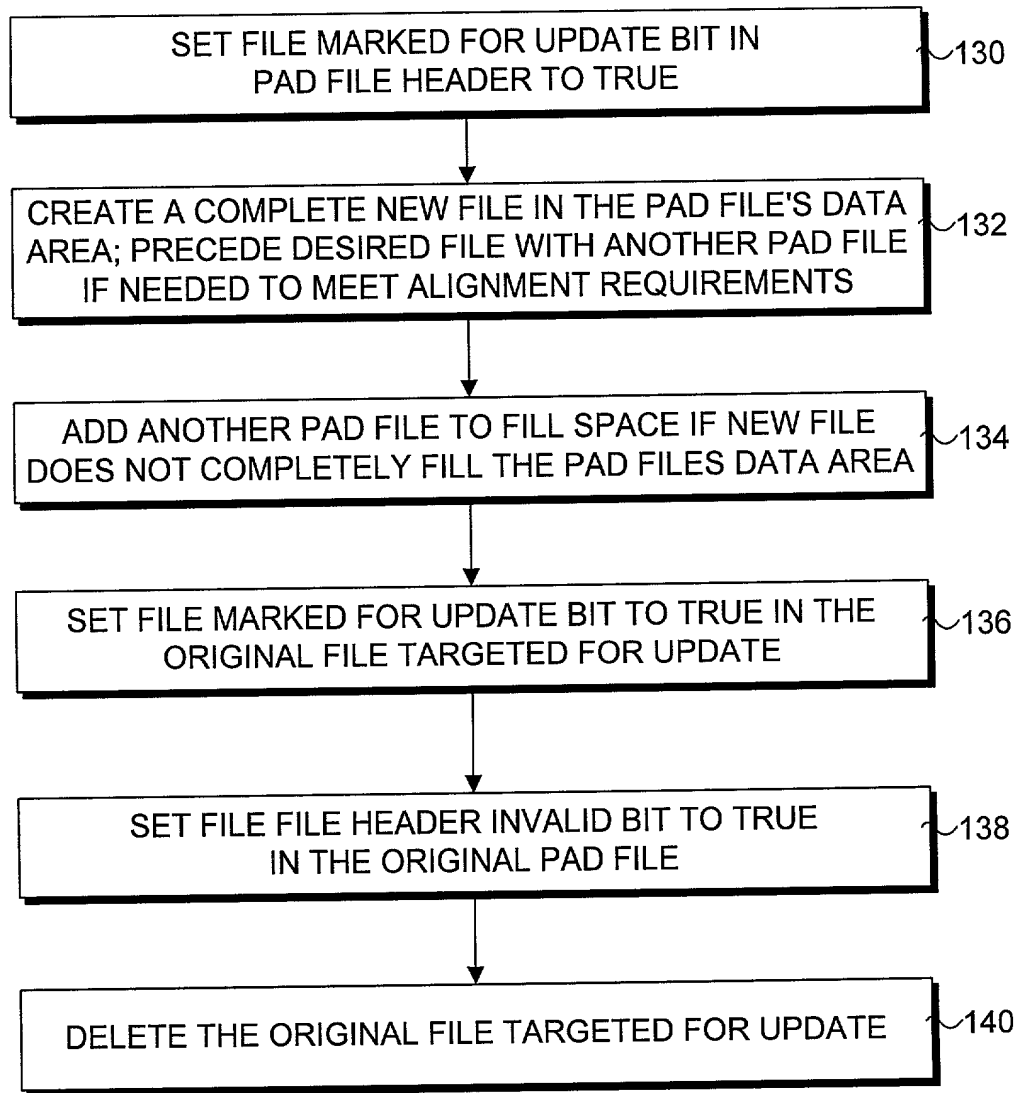 SET FILE MARKED FOR UPDATE BIT IN
PAD FILE HEADER TO TRUE
130
CREATE A COMPLETE NEW FILE IN THE PAD FILE'S DATA
AREA; PRECEDE DESIRED FILE WITH ANOTHER PAD FILE
IF NEEDED TO MEET ALIGNMENT REQUIREMENTS
132
ADD ANOTHER PAD FILE TO FILL SPACE IF NEW FILE
DOES NOT COMPLETELY FILL THE PAD FILES DATA AREA
134
SET FILE MARKED FOR UPDATE BIT TO TRUE IN THE
ORIGINAL FILE TARGETED FOR UPDATE
136
SET FILE FILE HEADER INVALID BIT TO TRUE
IN THE ORIGINAL PAD FILE
138
DELETE THE ORIGINAL FILE TARGETED FOR UPDATE
140